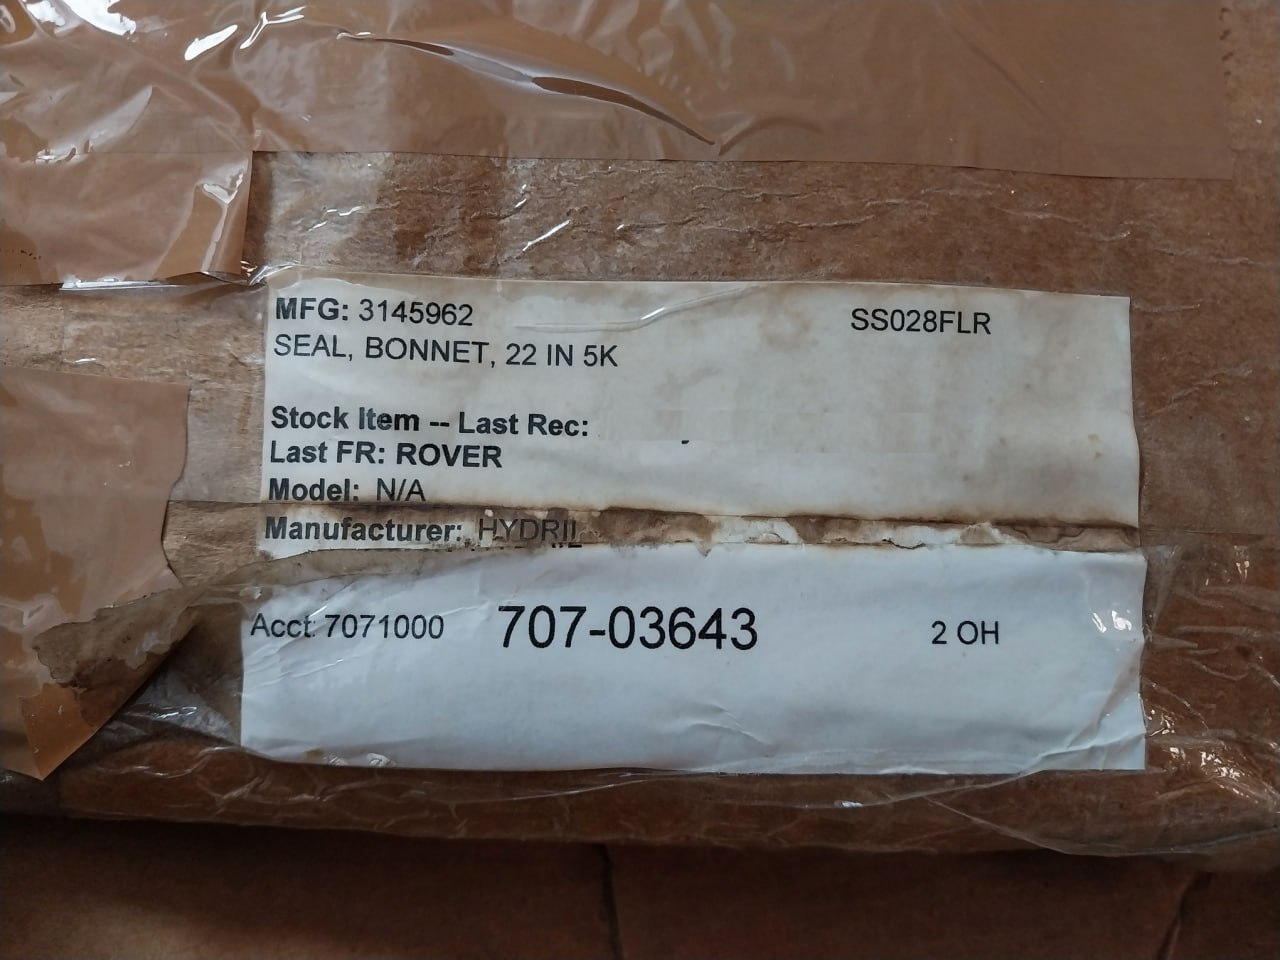 MFG: 3145962 SS028FLR
SEAL, BONNET, 22 IN 5K
Stock Item -- Last Rec:
Last FR: ROVER
Model: N/A
Manufacturer: HYDRIL
Acct: 7071000 707-03643 2 OH